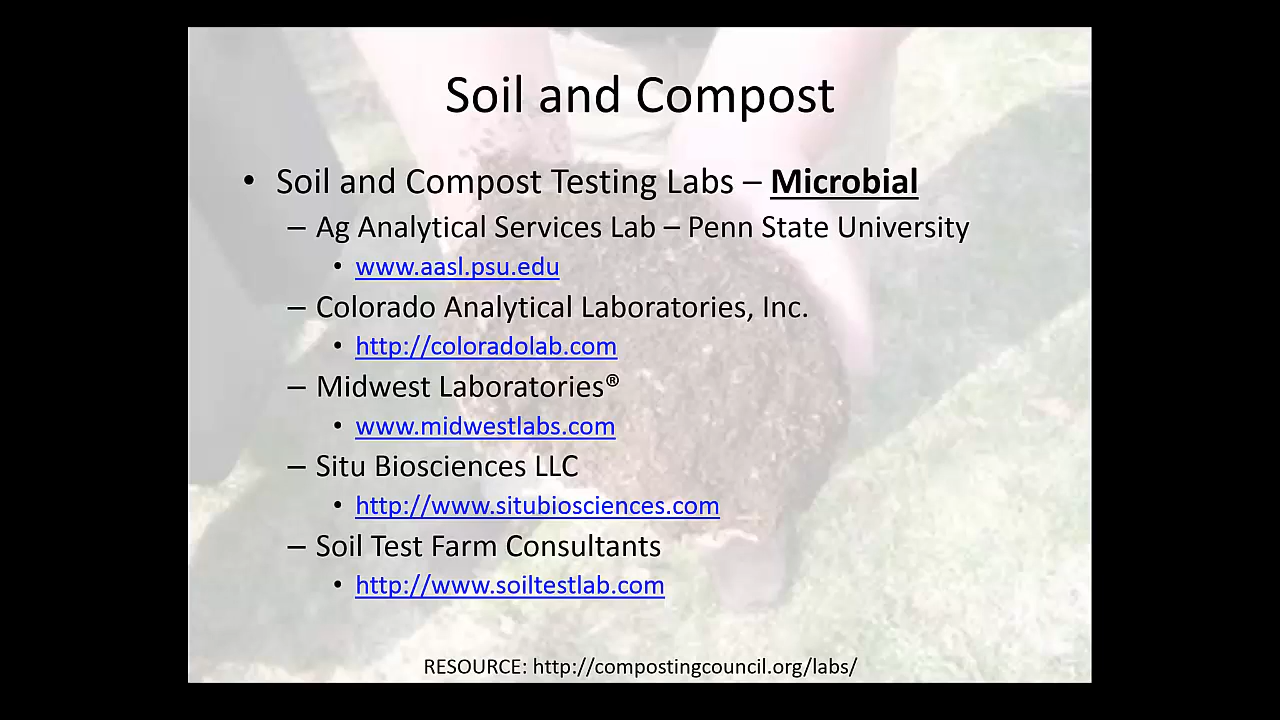 Soil and Compost
• Soil and Compost Testing Labs – Microbial
– Ag Analytical Services Lab – Penn State University
• www.aasl.psu.edu
– Colorado Analytical Laboratories, Inc.
• http://coloradolab.com
– Midwest Laboratories®
• www.midwestlabs.com
– Situ Biosciences LLC
• http://www.situbiosciences.com
– Soil Test Farm Consultants
• http://www.soiltestlab.com
RESOURCE: http://compostingcouncil.org/labs/